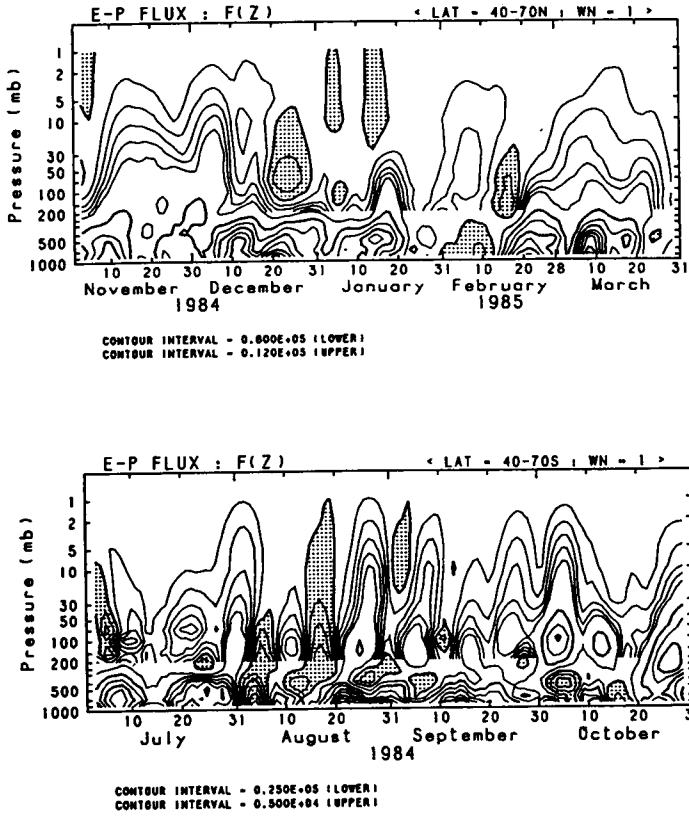 E-P FLUX : F(Z) < LAT - 40-70N ; WN - 1 >
Pressure (mb)
1
2
5
10
30
50
100
200
500
1000
10 20 30 10 20 31 10 20 31 10 20 28 10 20 31
November December January February March
1984 1985
CONTOUR INTERVAL - 0.800E+05 (LOWER)
CONTOUR INTERVAL - 0.120E+05 (UPPER)
E-P FLUX : F(Z) < LAT - 40-70S ; WN - 1 >
Pressure (mb)
1
2
5
10
30
50
100
200
500
1000
10 20 31 10 20 31 10 20 30 10 20 3
July August September October
1984
CONTOUR INTERVAL - 0.250E+05 (LOWER)
CONTOUR INTERVAL - 0.500E+04 (UPPER)